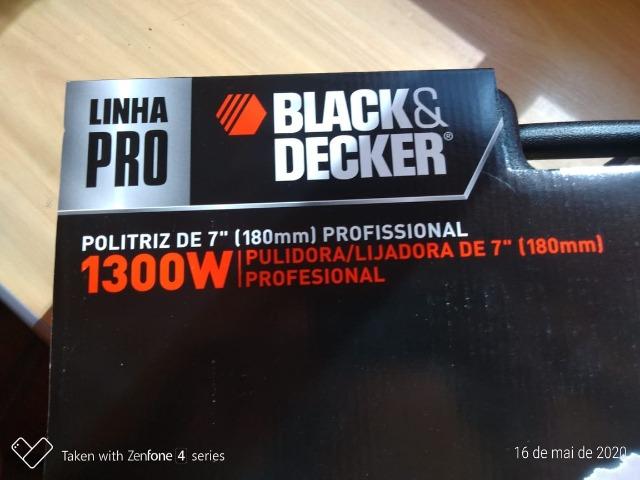 LINHA
PRO
BLACK&
DECKER®
POLITRIZ DE 7" (180mm) PROFISSIONAL
1300W
PULIDORA/LIJADORA DE 7" (180mm)
PROFESIONAL
Taken with Zenfone 4 series
16 de mai de 2020